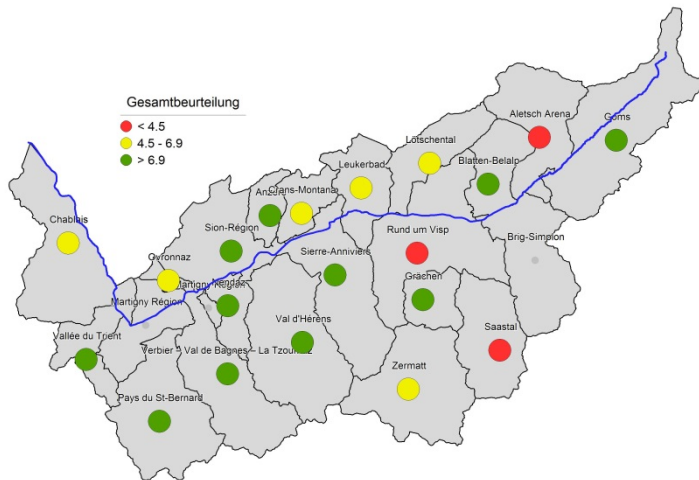 Gesamtbeurteilung
< 4.5
4.5 - 6.9
> 6.9
Aletsch Arena
Goms
Lötschental
Blatten-Belalp
Leukerbad
Crans-Montana
Anzère
Chablais
Sion-Région
Rund um Visp
Brig-Simplon
Sierre-Anniviers
Ovronnaz
Martigny Région
Nendaz
Grächen
Martigny Région
Val d'Hérens
Saastal
Vallée du Trient
Verbier – Val de Bagnes – La Tzoumaz
Zermatt
Pays du St-Bernard